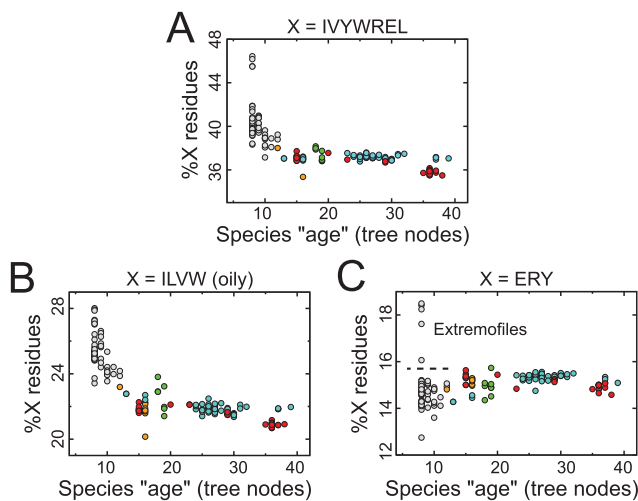 A
X = IVYWREL
%X residues
48
44
40
36
10 20 30 40
Species "age" (tree nodes)
B
X = ILVW (oily)
%X residues
28
26
24
22
10 20 30 40
Species "age" (tree nodes)
C
X = ERY
%X residues
18
16
14
12
Extremofiles
10 20 30 40
Species "age" (tree nodes)